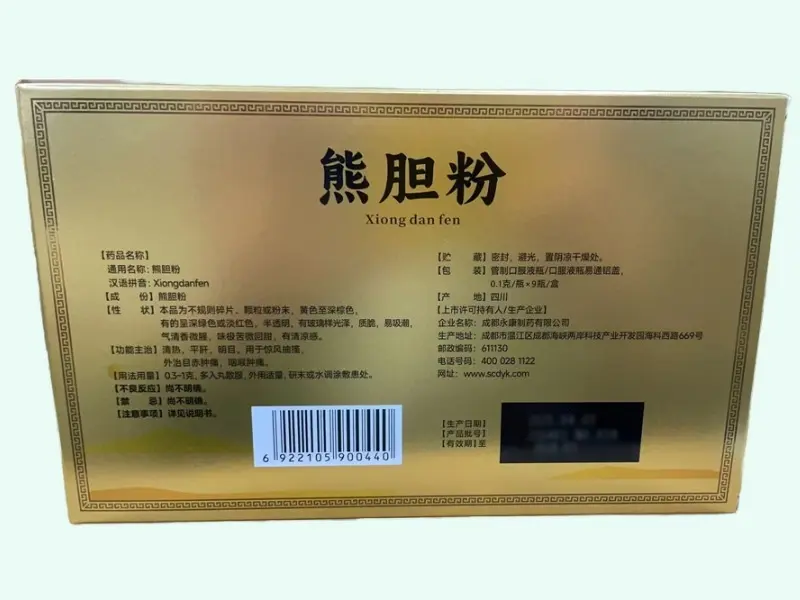 熊胆粉
Xiong dan fen
【药品名称】
通用名称：熊胆粉
汉语拼音：Xiongdanfen
【成 份】熊胆粉
【性 状】本品为不规则碎片、颗粒或粉末，黄色至深棕色，
有的呈深绿色或淡红色，半透明，有玻璃样光泽，质脆，易吸潮，
气清香微腥，味极苦微回甜，有清凉感。
【功能主治】清热，平肝，明目。用于惊风抽搐，
外治目赤肿痛，咽喉肿痛。
【用法用量】0.3~1克，多入丸散服，外用适量，研末或水调涂敷患处。
【不良反应】尚不明确。
【禁 忌】尚不明确。
【注意事项】详见说明书。
6 922105 900440
【贮 藏】密封，避光，置阴凉干燥处。
【包 装】管制口服液瓶/口服液瓶易通铝盖，
0.1克/瓶×9瓶/盒
【产 地】四川
【上市许可持有人/生产企业】
企业名称：成都永康制药有限公司
生产地址：成都市温江区成都海峡两岸科技产业开发园海科西路669号
邮政编码：611130
电话号码：400 028 1122
网址：www.scdyk.com
【生产日期】
【产品批号】
【有效期】至